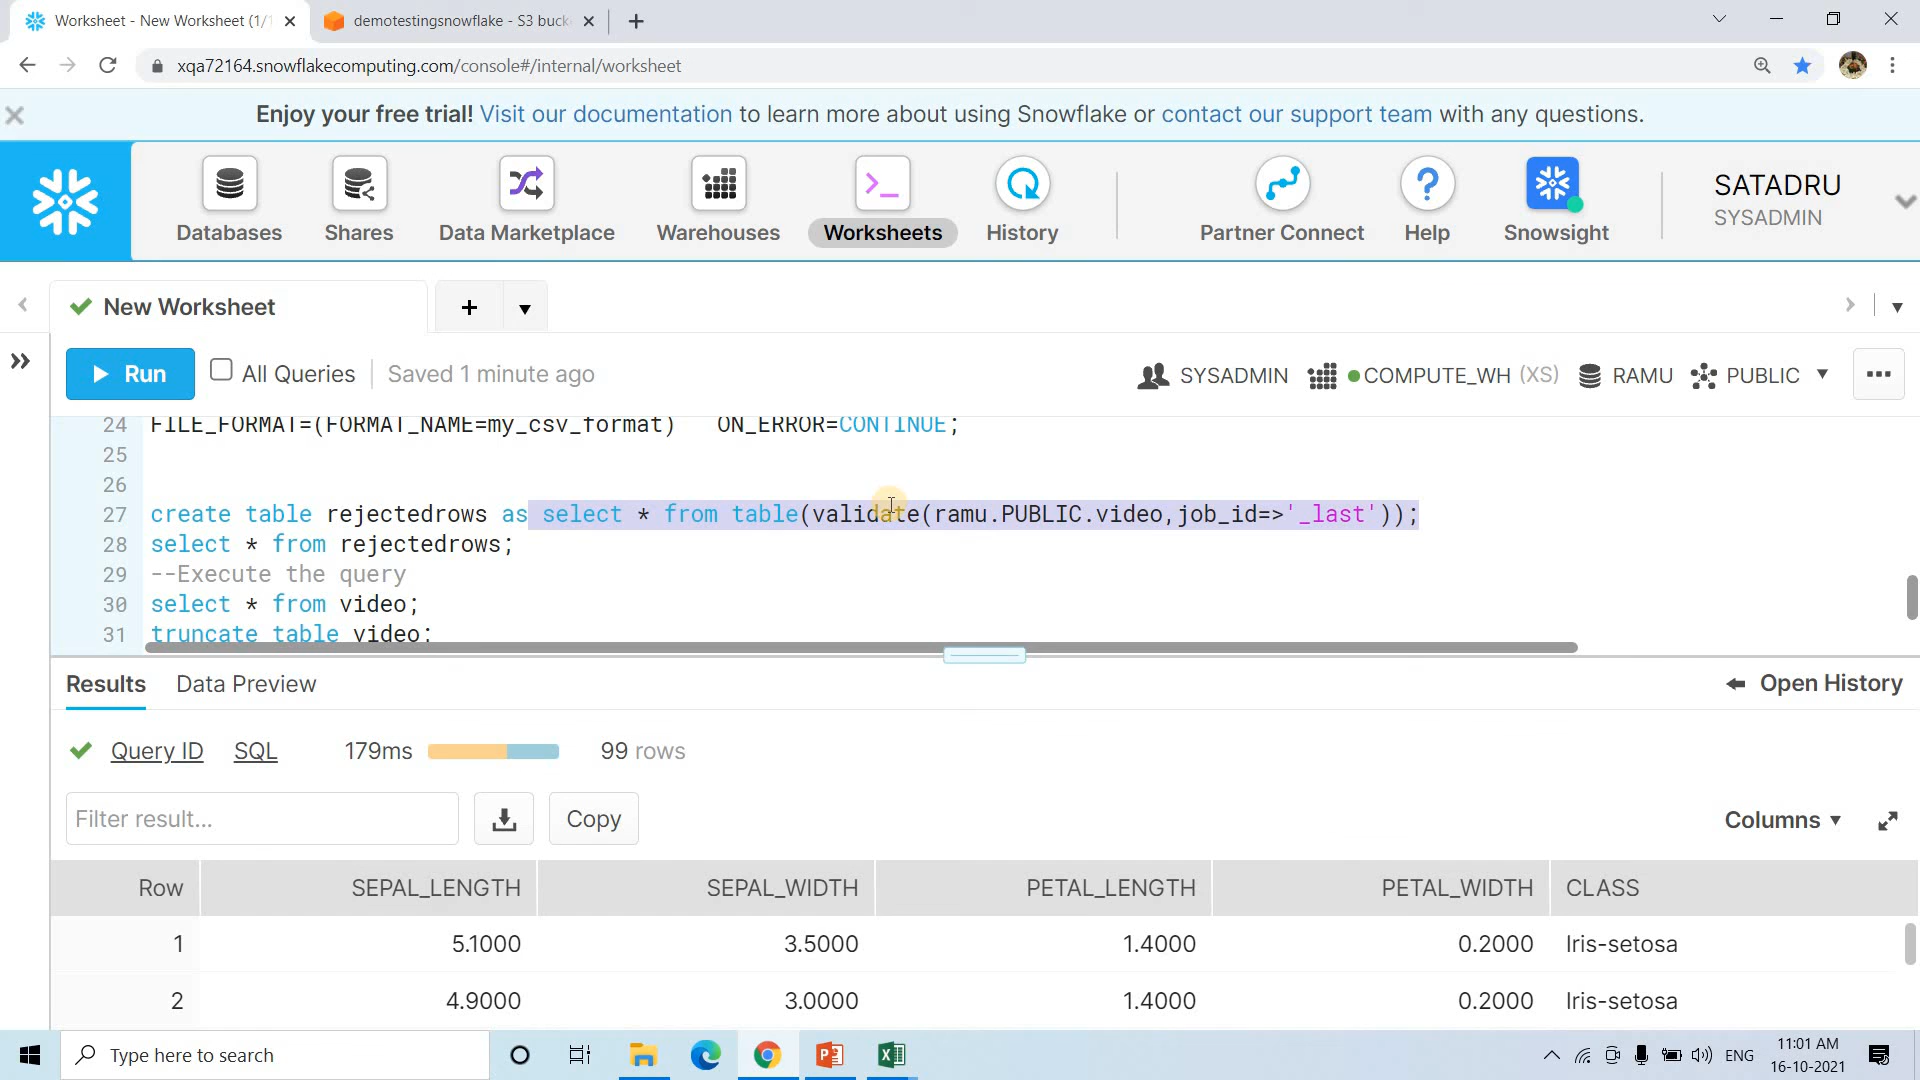 Worksheet - New Worksheet (1/1
demotestingsnowflake - S3 buck
xqa72164.snowflakecomputing.com/console#/internal/worksheet
Enjoy your free trial! Visit our documentation to learn more about using Snowflake or contact our support team with any questions.
Databases
Shares
Data Marketplace
Warehouses
Worksheets
History
Partner Connect
Help
Snowsight
SATADRU
SYSADMIN
New Worksheet
Run
All Queries
Saved 1 minute ago
SYSADMIN
COMPUTE_WH (XS)
RAMU
PUBLIC
24 FILE_FORMAT=(FORMAT_NAME=my_csv_format) ON_ERROR=CONTINUE;
25
26
27 create table rejectedrows as select * from table(validate(ramu.PUBLIC.video,job_id=>'_last'));
28 select * from rejectedrows;
29 --Execute the query
30 select * from video;
31 truncate table video;
Results
Data Preview
Open History
Query ID
SQL
179ms
99 rows
Filter result...
Copy
Columns
Row SEPAL_LENGTH SEPAL_WIDTH PETAL_LENGTH PETAL_WIDTH CLASS
1 5.1000 3.5000 1.4000 0.2000 Iris-setosa
2 4.9000 3.0000 1.4000 0.2000 Iris-setosa
Type here to search
ENG
11:01 AM
16-10-2021